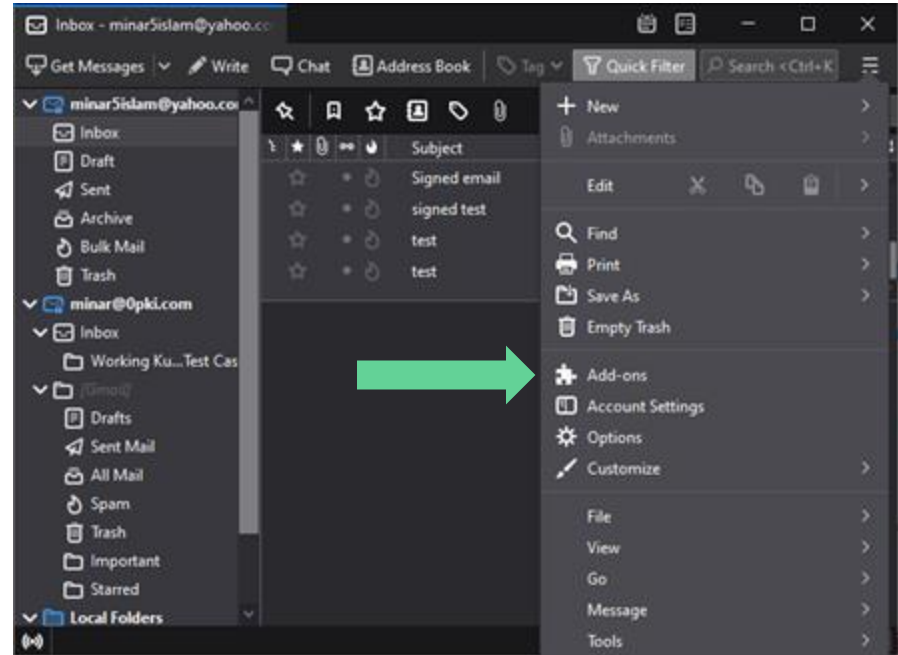 Inbox - minar5islam@yahoo.co
Get Messages Write Chat Address Book Tag Quick Filter Search <Ctrl+K
minar5islam@yahoo.co
Inbox
Draft
Sent
Archive
Bulk Mail
Trash
minar@0pki.com
Inbox
Working Ku...Test Cas
[Gmail]
Drafts
Sent Mail
All Mail
Spam
Trash
Important
Starred
Local Folders
Subject
Signed email
signed test
test
test
New
Attachments
Edit
Find
Print
Save As
Empty Trash
Add-ons
Account Settings
Options
Customize
File
View
Go
Message
Tools